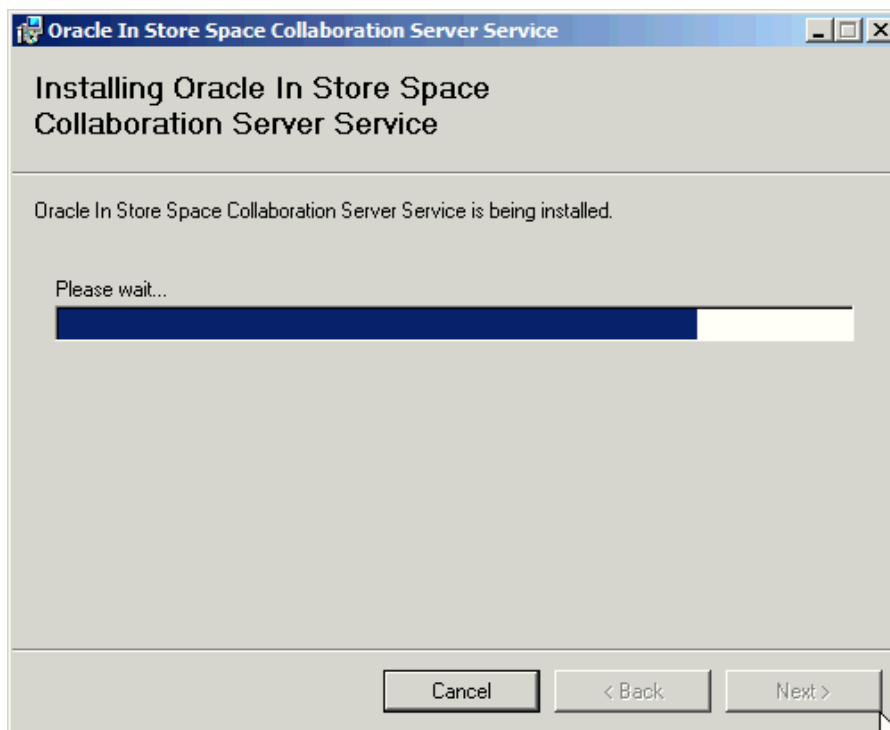 Oracle In Store Space Collaboration Server Service
Installing Oracle In Store Space
Collaboration Server Service
Oracle In Store Space Collaboration Server Service is being installed.
Please wait...
Cancel
< Back
Next >